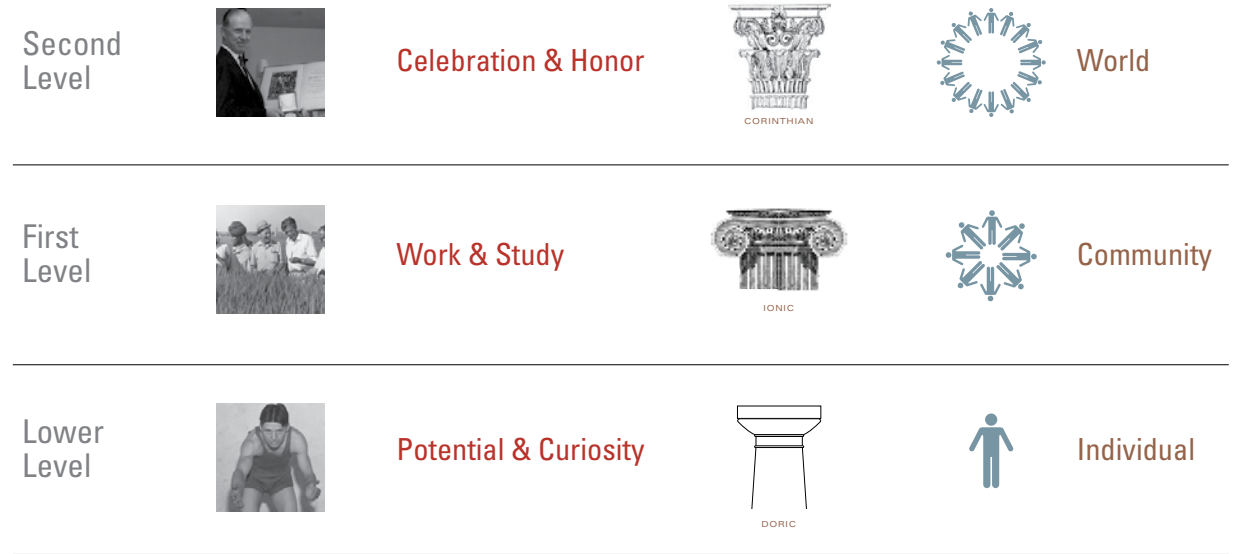 Second
Level
Celebration & Honor
CORINTHIAN
World
First
Level
Work & Study
IONIC
Community
Lower
Level
Potential & Curiosity
DORIC
Individual